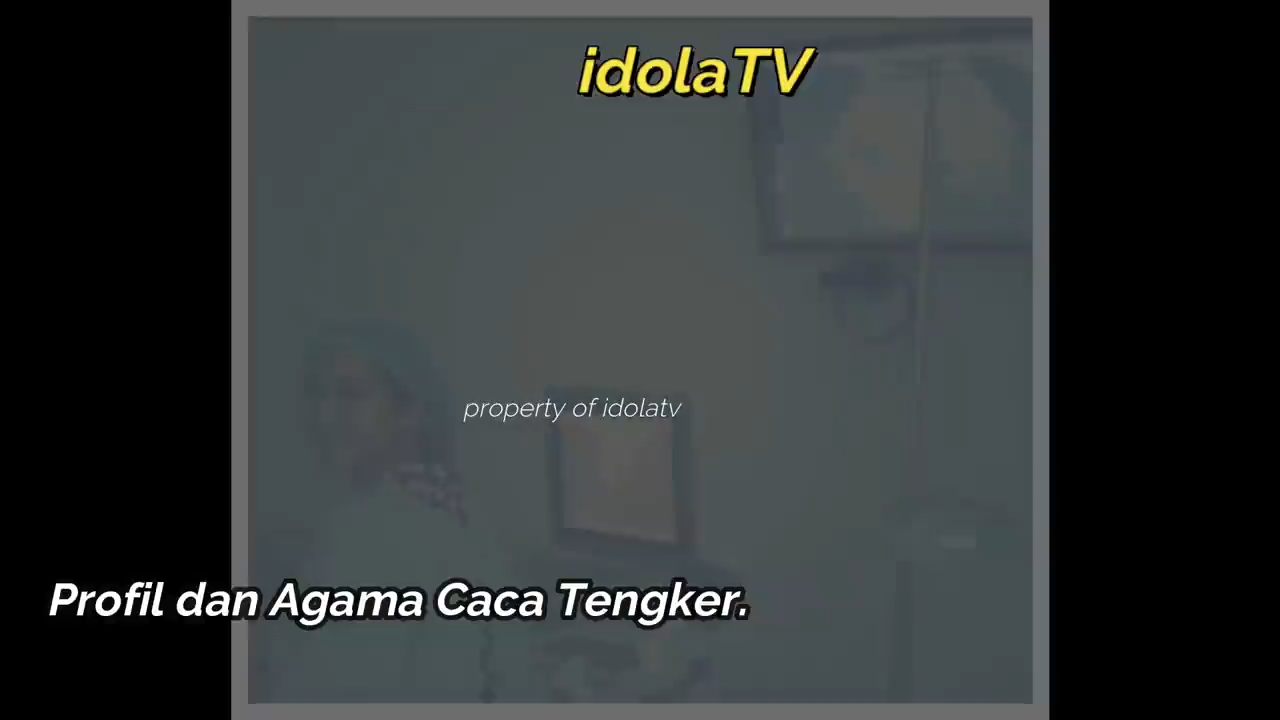 idolaTV
property of idolatv
Profil dan Agama Caca Tengker.